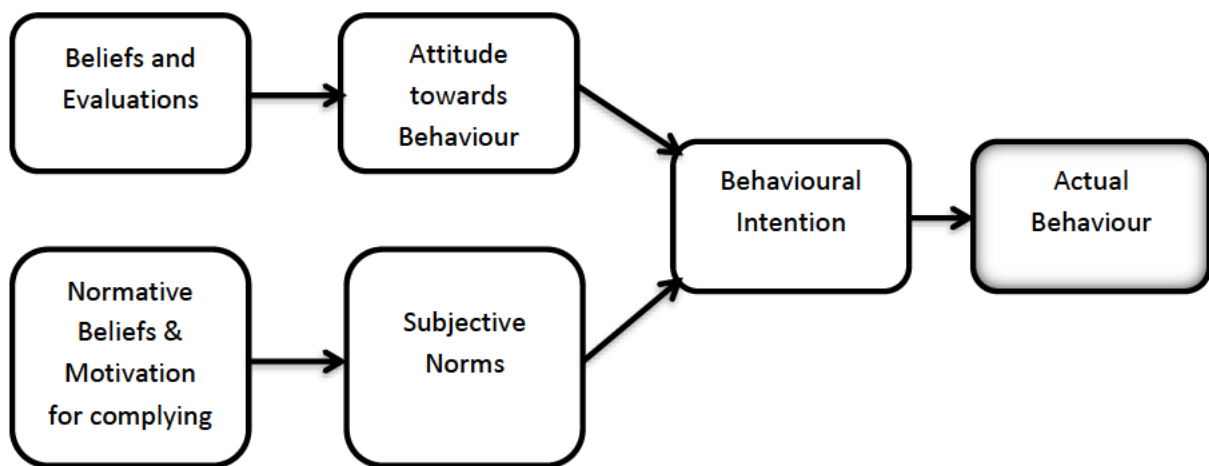 Beliefs and
Evaluations
Attitude
towards
Behaviour
Behavioural
Intention
Actual
Behaviour
Normative
Beliefs &
Motivation
for complying
Subjective
Norms